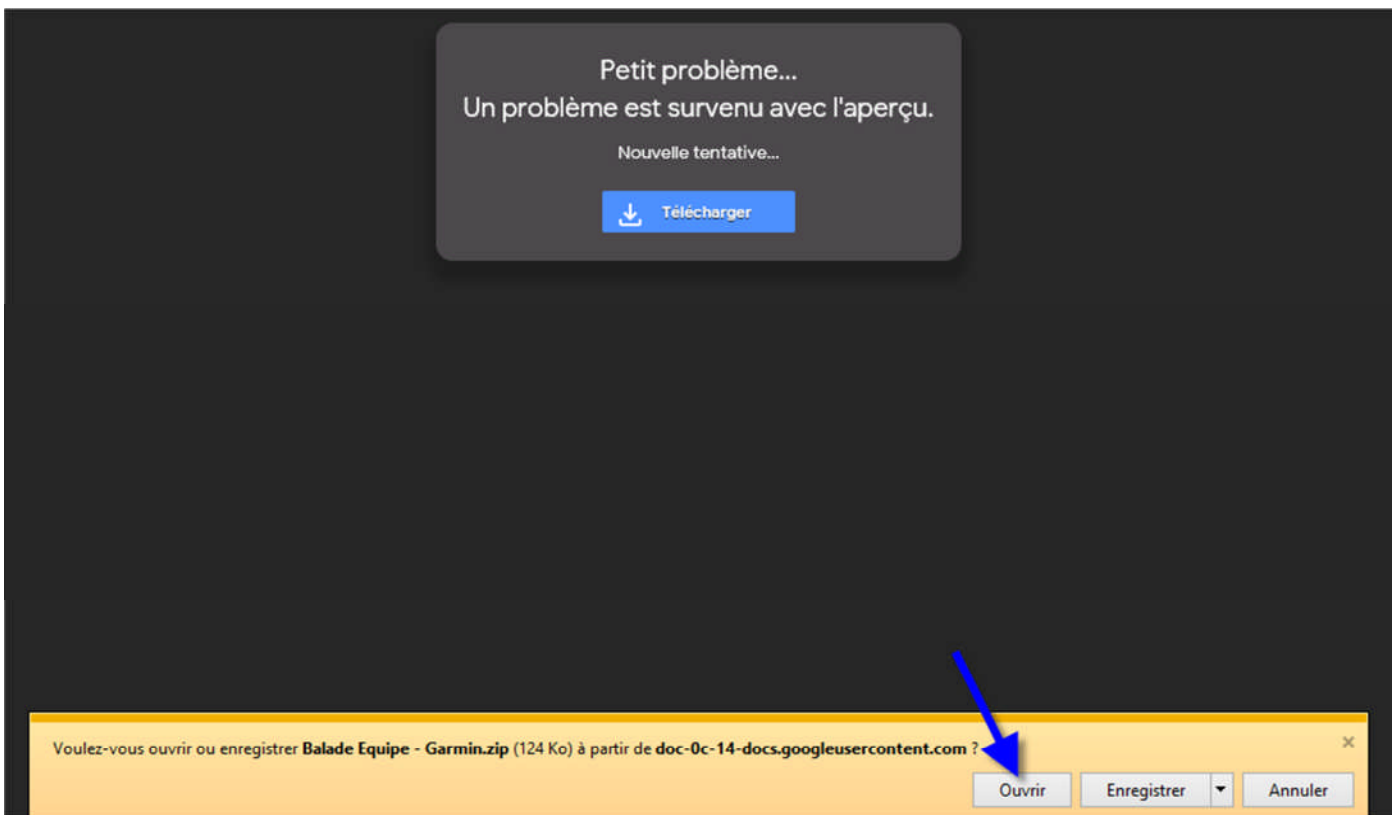 Petit problème...
Un problème est survenu avec l'aperçu.
Nouvelle tentative...
Télécharger
Voulez-vous ouvrir ou enregistrer Balade Equipe - Garmin.zip (124 Ko) à partir de doc-0c-14-docs.googleusercontent.com ?
Ouvrir Enregistrer Annuler